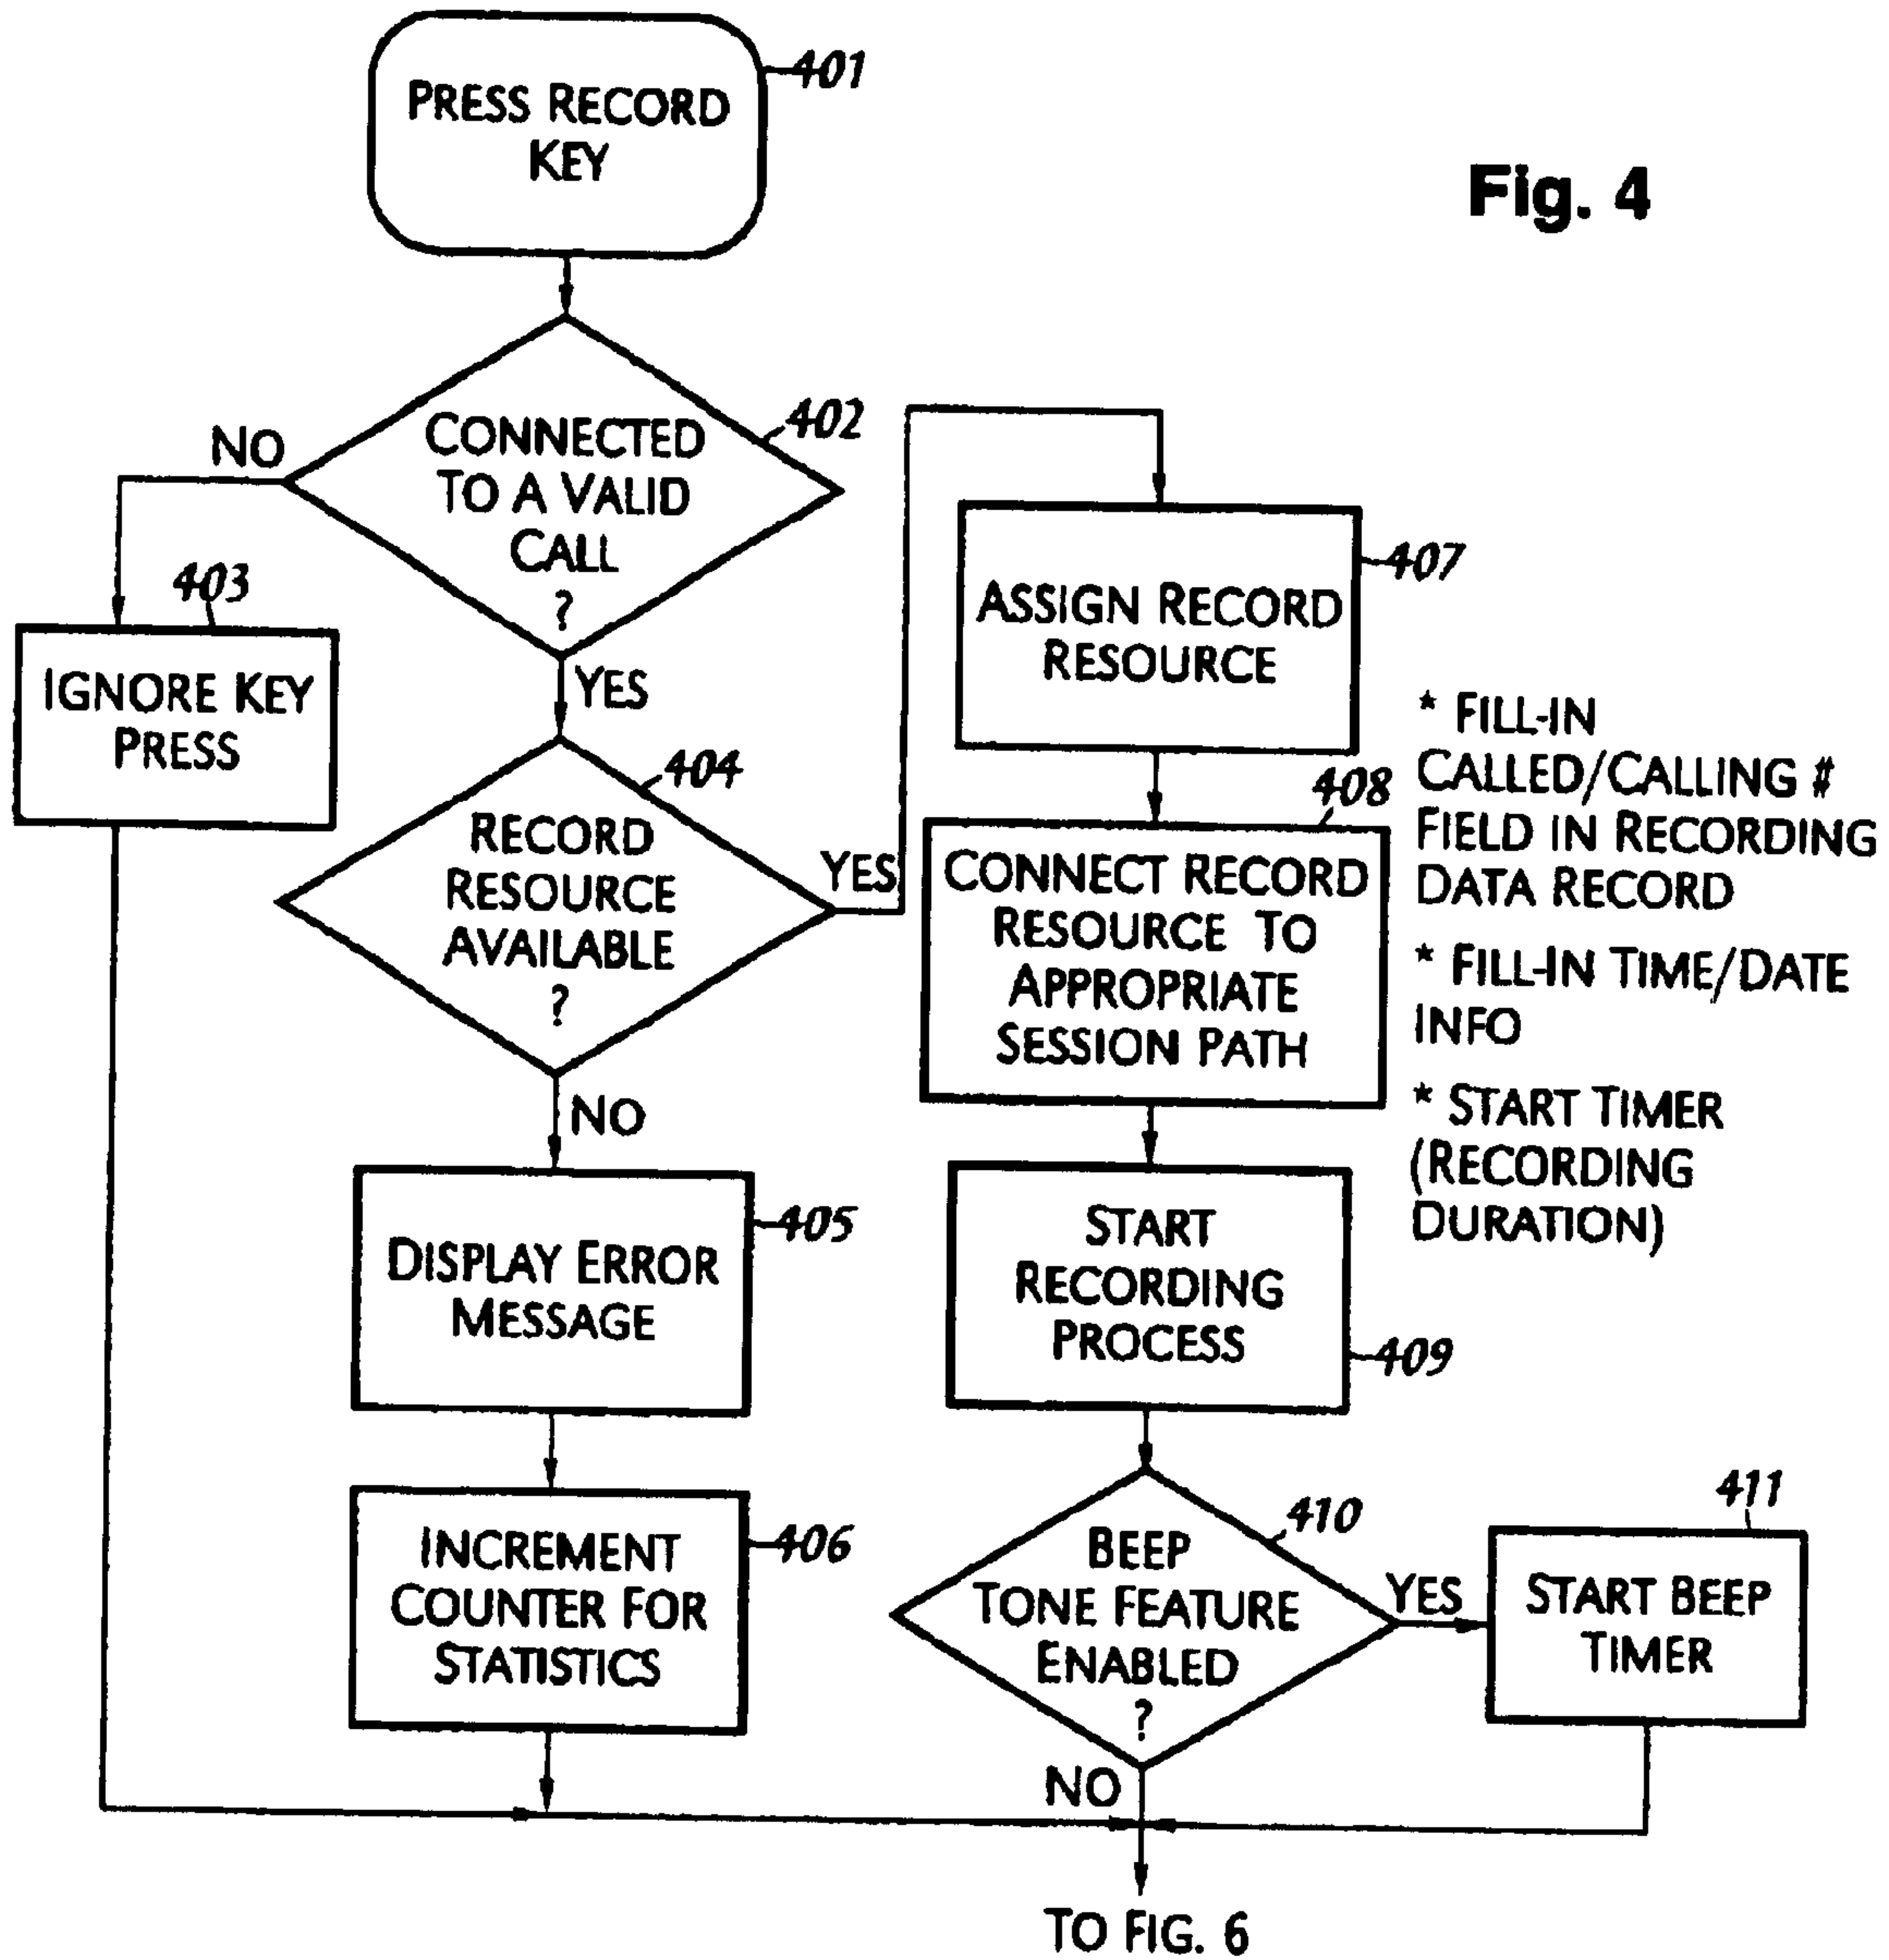 PRESS RECORD
KEY
401
Fig. 4
CONNECTED
TO A VALID
CALL
?
402
NO
YES
403
IGNORE KEY
PRESS
404
RECORD
RESOURCE
AVAILABLE
?
YES
NO
405
DISPLAY ERROR
MESSAGE
406
INCREMENT
COUNTER FOR
STATISTICS
407
ASSIGN RECORD
RESOURCE
408
CONNECT RECORD
RESOURCE TO
APPROPRIATE
SESSION PATH
* FILL-IN
CALLED/CALLING #
FIELD IN RECORDING
DATA RECORD
* FILL-IN TIME/DATE
INFO
* START TIMER
(RECORDING
DURATION)
START
RECORDING
PROCESS
409
410
BEEP
TONE FEATURE
ENABLED
?
YES
NO
411
START BEEP
TIMER
TO FIG. 6